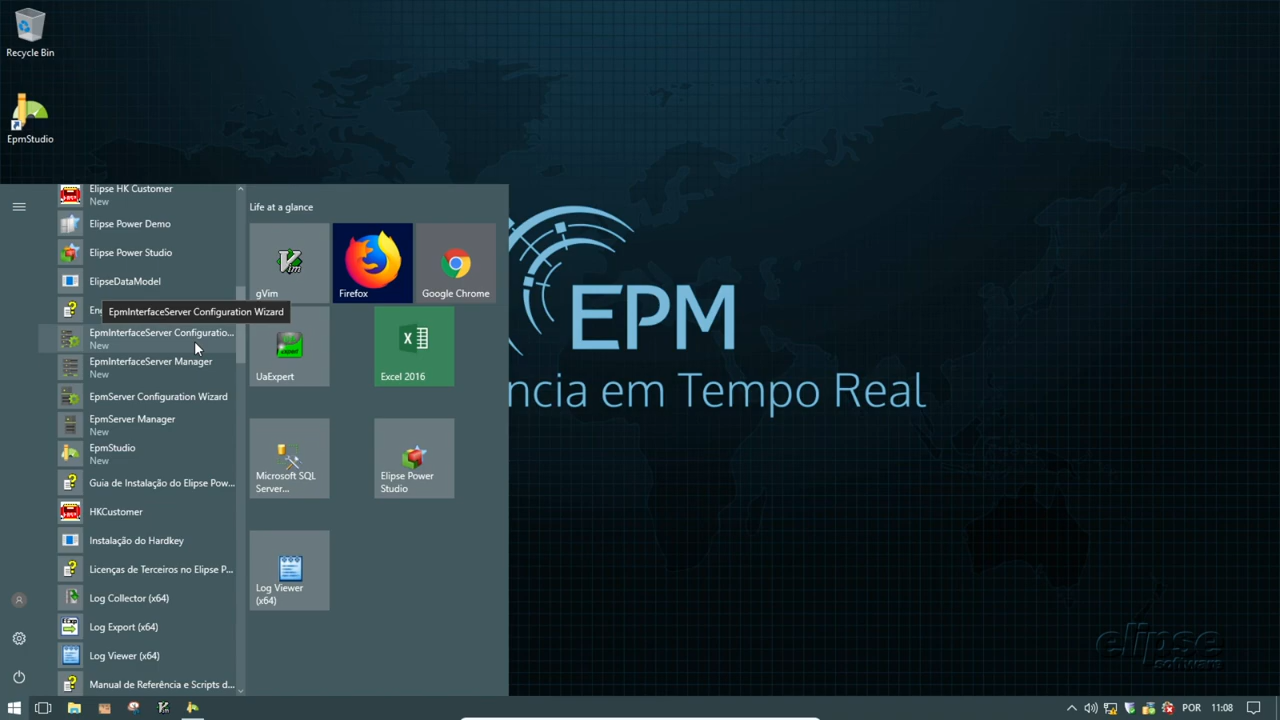 Recycle Bin
EpmStudio
Elipse HK Customer
New
Elipse Power Demo
Elipse Power Studio
ElipseDataModel
EpmInterfaceServer Configuration Wizard
EpmInterfaceServer Configuratio...
New
EpmInterfaceServer Manager
New
EpmServer Configuration Wizard
EpmServer Manager
New
EpmStudio
New
Guia de Instalação do Elipse Pow...
HKCustomer
Instalação do Hardkey
Licenças de Terceiros no Elipse P...
Log Collector (x64)
Log Export (x64)
Log Viewer (x64)
Manual de Referência e Scripts d...
Life at a glance
gVim
Firefox
Google Chrome
UaExpert
Excel 2016
Microsoft SQL
Server...
Elipse Power
Studio
Log Viewer
(x64)
EPM
ncia em Tempo Real
elipse
software
POR
11:08